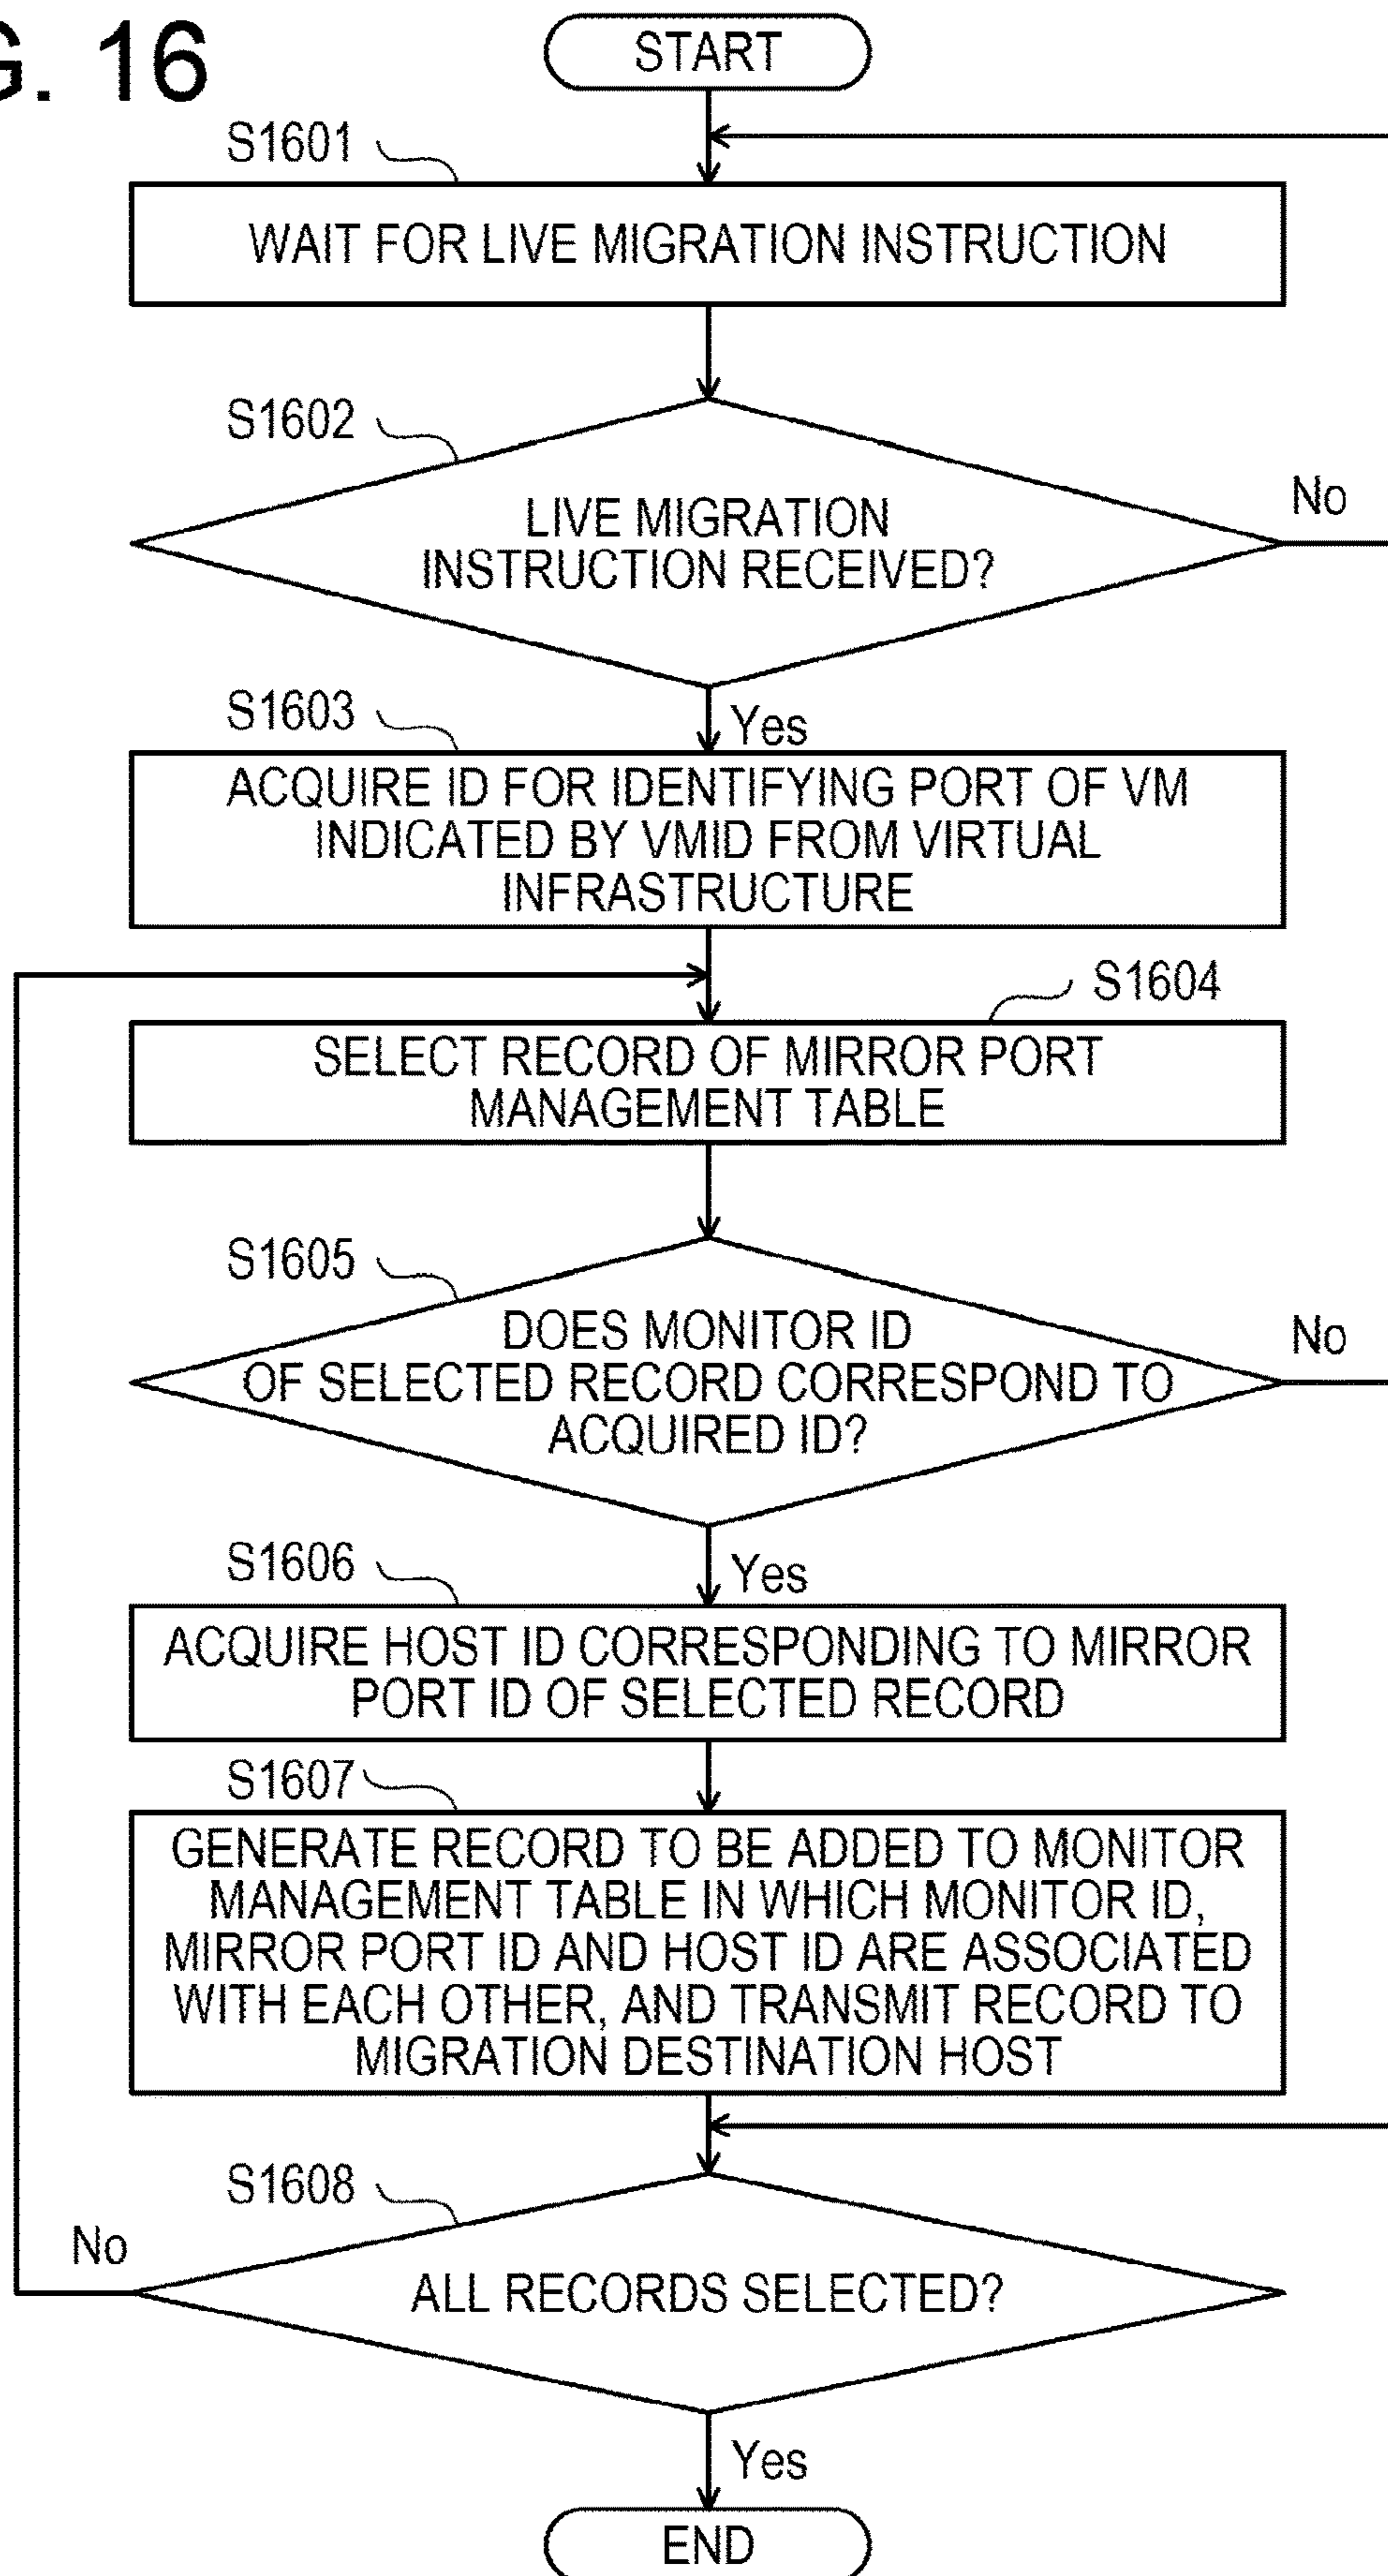 G. 16
START
S1601
WAIT FOR LIVE MIGRATION INSTRUCTION
S1602
LIVE MIGRATION
INSTRUCTION RECEIVED?
No
Yes
S1603
ACQUIRE ID FOR IDENTIFYING PORT OF VM
INDICATED BY VMID FROM VIRTUAL
INFRASTRUCTURE
S1604
SELECT RECORD OF MIRROR PORT
MANAGEMENT TABLE
S1605
DOES MONITOR ID
OF SELECTED RECORD CORRESPOND TO
ACQUIRED ID?
No
Yes
S1606
ACQUIRE HOST ID CORRESPONDING TO MIRROR
PORT ID OF SELECTED RECORD
S1607
GENERATE RECORD TO BE ADDED TO MONITOR
MANAGEMENT TABLE IN WHICH MONITOR ID,
MIRROR PORT ID AND HOST ID ARE ASSOCIATED
WITH EACH OTHER, AND TRANSMIT RECORD TO
MIGRATION DESTINATION HOST
S1608
No
ALL RECORDS SELECTED?
Yes
END